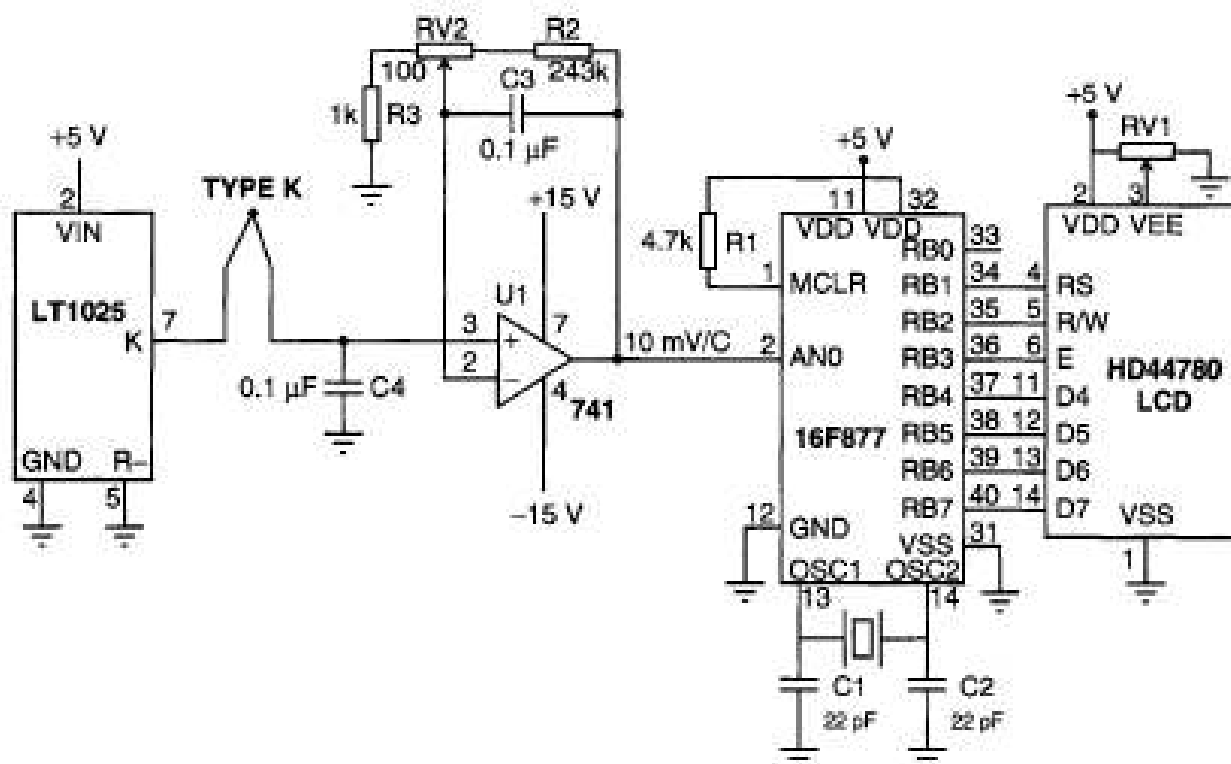 RV2
R2
100
243k
C3
1k
R3
0.1 µF
+5 V
2
VIN
LT1025
K
7
GND
R–
4
5
TYPE K
0.1 µF
C4
+15 V
U1
3
+
7
2
–
4
741
–15 V
10 mV/C
+5 V
11
32
4.7k
R1
VDD VDD
1
MCLR
2
AN0
16F877
12
GND
RB0
33
RB1
34
RB2
35
RB3
36
RB4
37
RB5
38
RB6
39
RB7
40
VSS
31
OSC1
OSC2
13
14
C1
22 pF
C2
22 pF
+5 V
RV1
2
3
VDD VEE
4
RS
5
R/W
6
E
11
D4
12
D5
13
D6
14
D7
HD44780
LCD
VSS
1